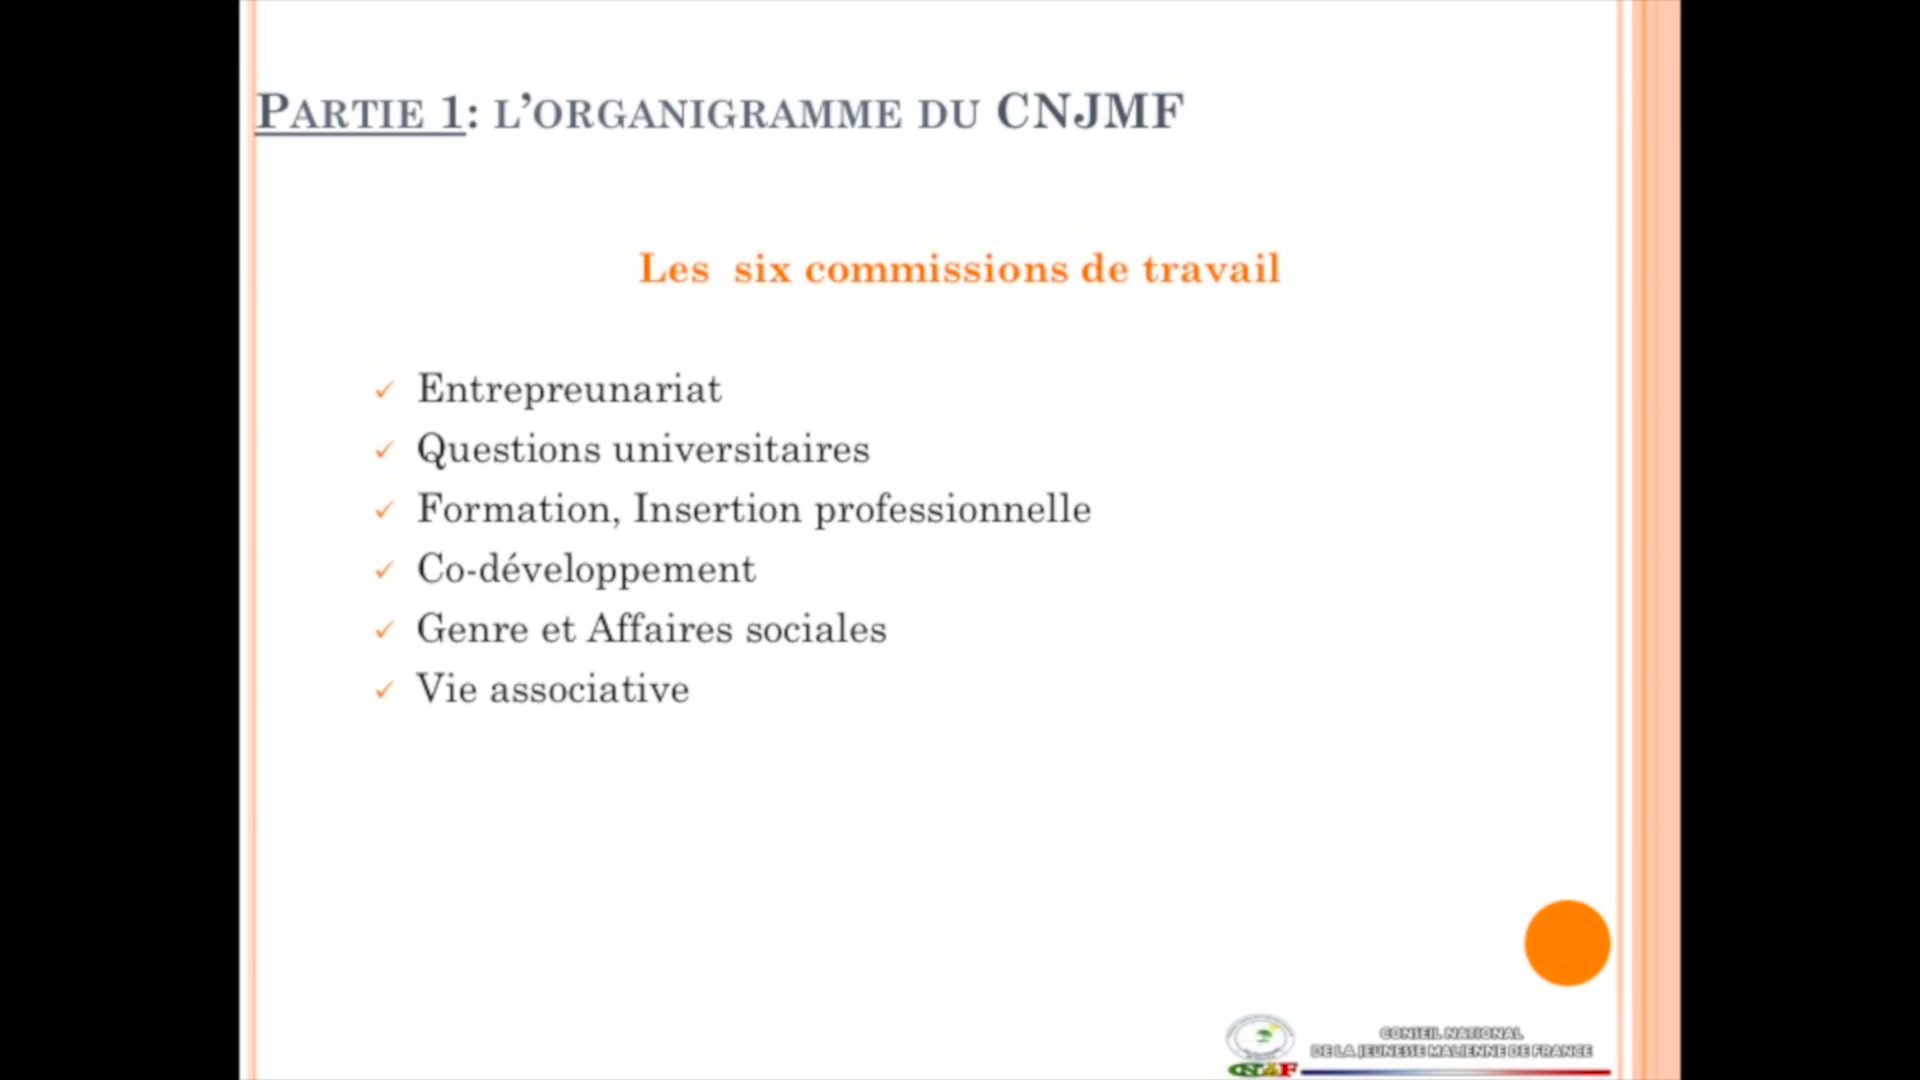 PARTIE 1: L'ORGANIGRAMME DU CNJMF
Les six commissions de travail
✓ Entrepreunariat
✓ Questions universitaires
✓ Formation, Insertion professionnelle
✓ Co-développement
✓ Genre et Affaires sociales
✓ Vie associative
CONSEIL NATIONAL
DE LA JEUNESSE MALIENNE DE FRANCE